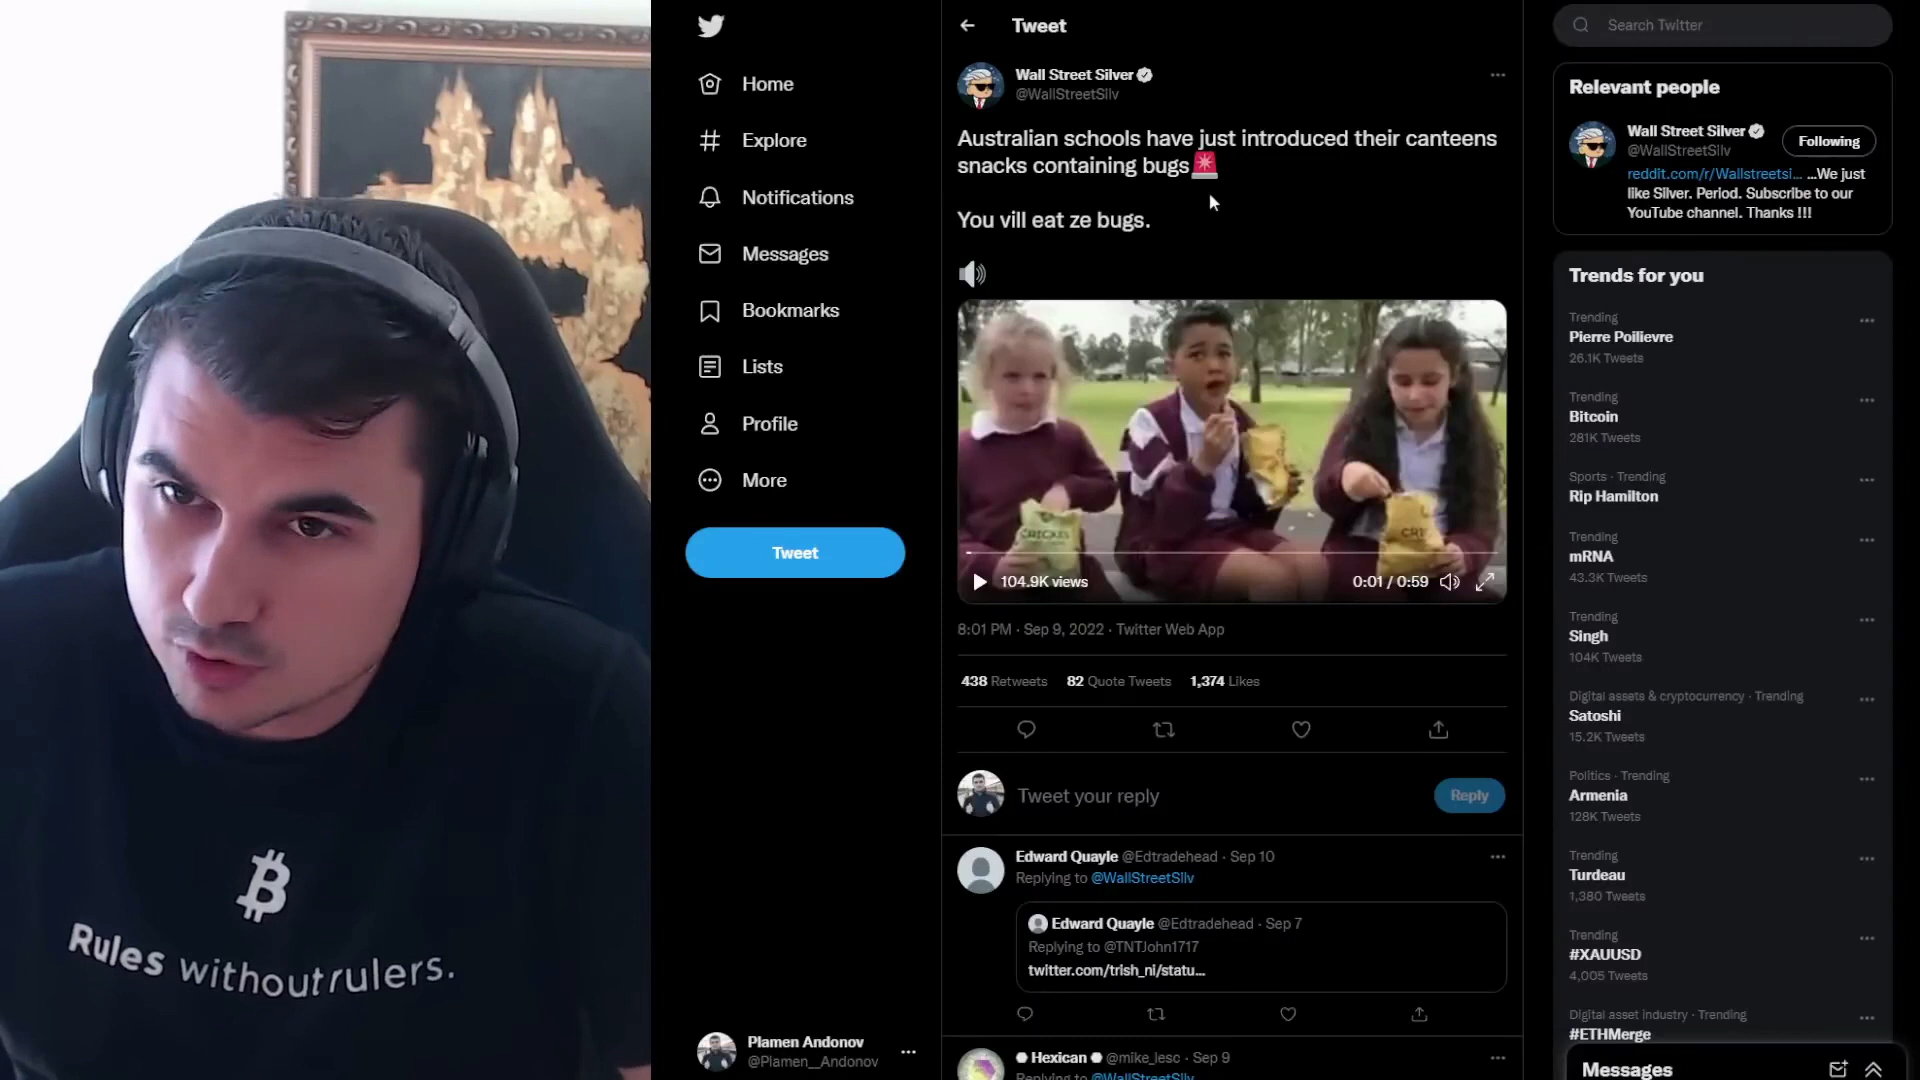 Rules without rulers.
Home
Explore
Notifications
Messages
Bookmarks
Lists
Profile
More
Tweet
Plamen Andonov
@Plamen__Andonov
Tweet
Wall Street Silver
@WallStreetSilv
Australian schools have just introduced their canteens
snacks containing bugs
You vill eat ze bugs.
104.9K views
0:01 / 0:59
8:01 PM · Sep 9, 2022 · Twitter Web App
438 Retweets 82 Quote Tweets 1,374 Likes
Tweet your reply
Reply
Edward Quayle @Edtradehead · Sep 10
Replying to @WallStreetSilv
Edward Quayle @Edtradehead · Sep 7
Replying to @TNTJohn1717
twitter.com/trish_ni/statu...
Hexican @mike_lesc · Sep 9
Replying to @WallStreetSilv
Search Twitter
Relevant people
Wall Street Silver
@WallStreetSilv
Following
reddit.com/r/Wallstreetsi... ...We just
like Silver. Period. Subscribe to our
YouTube channel. Thanks !!!
Trends for you
Trending
Pierre Poilievre
26.1K Tweets
Trending
Bitcoin
281K Tweets
Sports · Trending
Rip Hamilton
Trending
mRNA
43.3K Tweets
Trending
Singh
104K Tweets
Digital assets & cryptocurrency · Trending
Satoshi
15.2K Tweets
Politics · Trending
Armenia
128K Tweets
Trending
Turdeau
1,380 Tweets
Trending
#XAUUSD
4,005 Tweets
Digital asset industry · Trending
#ETHMerge
Messages